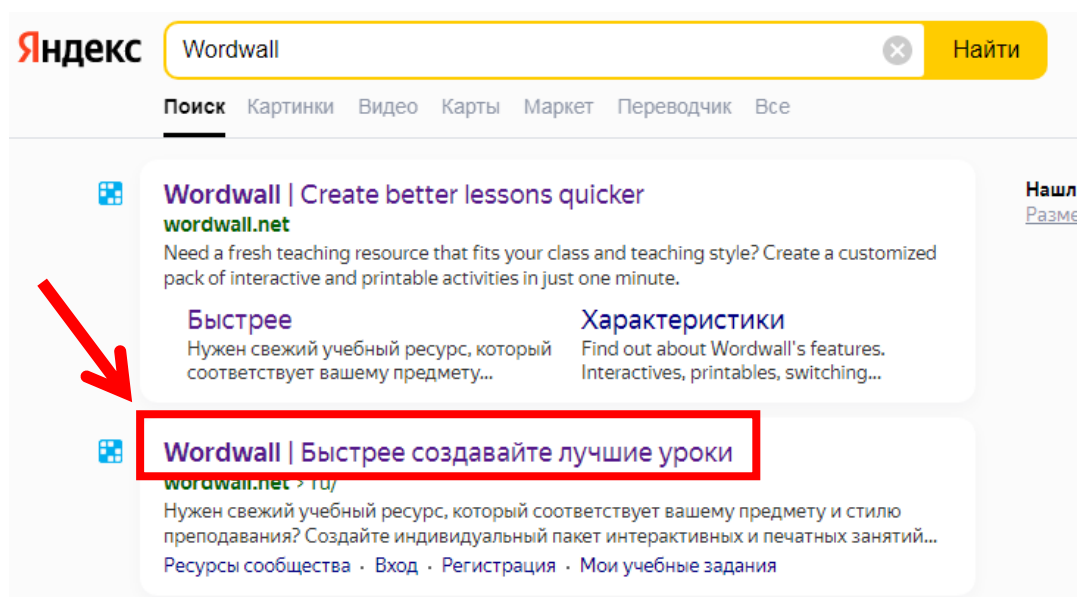 Яндекс Wordwall Найти
Поиск Картинки Видео Карты Маркет Переводчик Все
Wordwall | Create better lessons quicker
wordwall.net
Need a fresh teaching resource that fits your class and teaching style? Create a customized
pack of interactive and printable activities in just one minute.
Быстрее
Нужен свежий учебный ресурс, который
соответствует вашему предмету...
Характеристики
Find out about Wordwall's features.
Interactives, printables, switching...
Нашл
Разме
Wordwall | Быстрее создавайте лучшие уроки
wordwall.net › ru/
Нужен свежий учебный ресурс, который соответствует вашему предмету и стилю
преподавания? Создайте индивидуальный пакет интерактивных и печатных занятий...
Ресурсы сообщества · Вход · Регистрация · Мои учебные задания